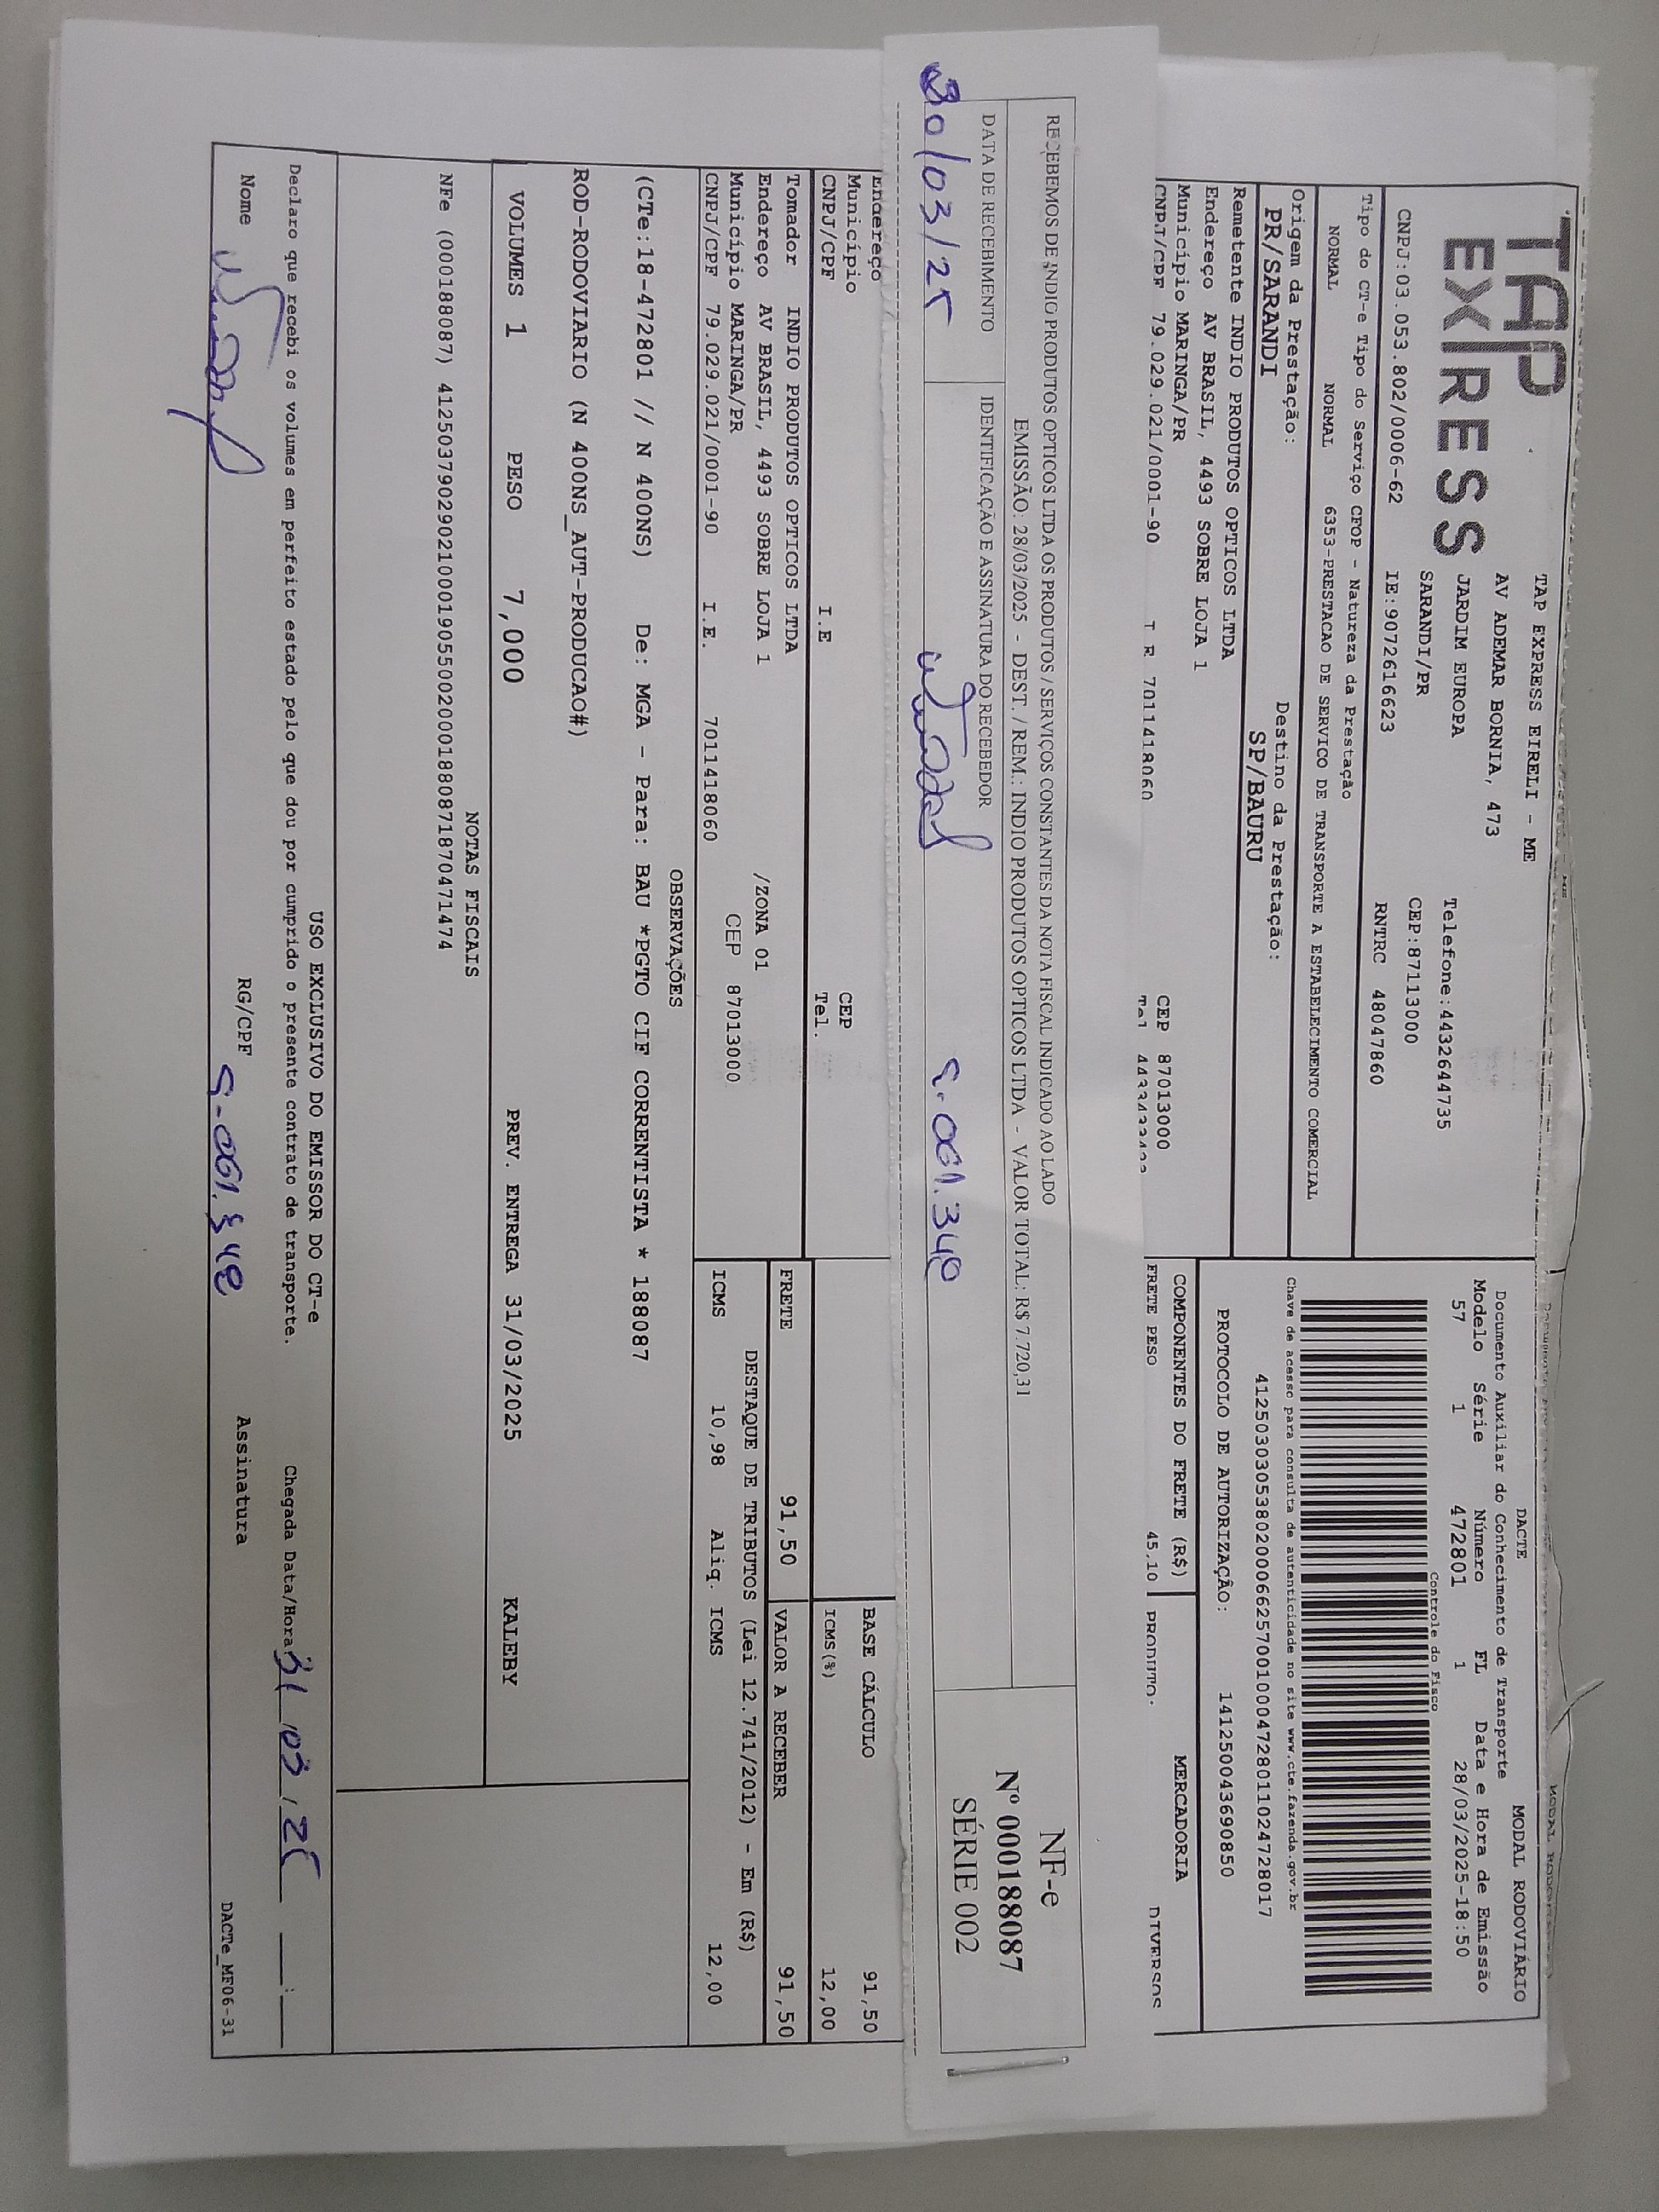 TAP
EXPRESS
TAP EXPRESS EIRELI - ME
AV ADEMAR BORNIA, 473
JARDIM EUROPA
SARANDI/PR
Telefone:4432644735
CEP:87113000
CNPJ:03.053.802/0006-62 IE:9072616623 RNTRC 48047860
DACTE MODAL RODOVIÁRIO
Documento Auxiliar do Conhecimento de Transporte
Modelo Série Número FL Data e Hora de Emissão
57 1 472801 1 28/03/2025-18:50
Controle do Fisco
Chave de acesso para consulta de autenticidade no site www.cte.fazenda.gov.br
41250303053802000662570010004728011024728017
PROTOCOLO DE AUTORIZAÇÃO: 141250043690850
Tipo do CT-e Tipo do Serviço CFOP - Natureza da Prestação
NORMAL NORMAL 6353-PRESTACAO DE SERVICO DE TRANSPORTE A ESTABELECIMENTO COMERCIAL
Origem da Prestação: Destino da Prestação:
PR/SARANDI SP/BAURU
Remetente INDIO PRODUTOS OPTICOS LTDA
Endereço AV BRASIL, 4493 SOBRE LOJA 1
Município MARINGA/PR CEP 87013000
CNPJ/CPF 79.029.021/0001-90 7011418060 Tel
COMPONENTES DO FRETE (R$) MERCADORIA
FRETE PESO 45,10 PRODUTO: DIVERSOS
RECEBEMOS DE INDIO PRODUTOS OPTICOS LTDA OS PRODUTOS / SERVIÇOS CONSTANTES DA NOTA FISCAL INDICADO AO LADO
EMISSÃO: 28/03/2025 - DEST. / REM.: INDIO PRODUTOS OPTICOS LTDA - VALOR TOTAL: R$ 7.720,31
DATA DE RECEBIMENTO IDENTIFICAÇÃO E ASSINATURA DO RECEBEDOR
NF-e
Nº 000188087
SÉRIE 002
Endereço
Município CEP
CNPJ/CPF I.E Tel.
BASE CÁLCULO 91,50
ICMS(%) 12,00
Tomador INDIO PRODUTOS OPTICOS LTDA
Endereço AV BRASIL, 4493 SOBRE LOJA 1 /ZONA 01
Município MARINGA/PR CEP 87013000
CNPJ/CPF 79.029.021/0001-90 I.E. 7011418060
FRETE 91,50 VALOR A RECEBER 91,50
DESTAQUE DE TRIBUTOS (Lei 12.741/2012) - Em (R$)
ICMS 10,98 Aliq. ICMS 12,00
OBSERVAÇÕES
(CTe:18-472801 // N 400NS) De: MGA - Para: BAU *PGTO CIF CORRENTISTA * 188087
ROD-RODOVIARIO (N 400NS_AUT-PRODUCAO#)
VOLUMES 1 PESO 7,000 PREV. ENTREGA 31/03/2025 KALEBY
NOTAS FISCAIS
NFe (000188087) 41250379029021000190550020001880871870471474
USO EXCLUSIVO DO EMISSOR DO CT-e
Declaro que recebi os volumes em perfeito estado pelo que dou por cumprido o presente contrato de transporte. Chegada Data/Hora 31/03/25
Nome RG/CPF Assinatura
DACTe_MF06-31